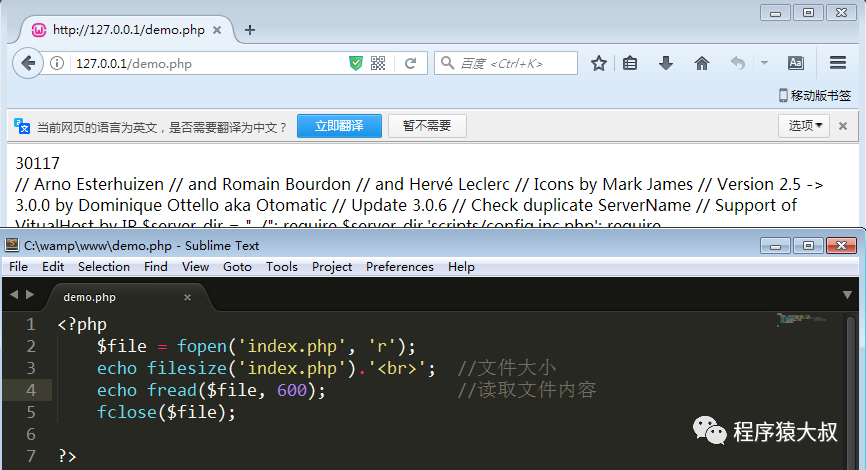 http://127.0.0.1/demo.php
127.0.0.1/demo.php
百度 <Ctrl+K>
移动版书签
当前网页的语言为英文，是否需要翻译为中文？ 立即翻译 暂不需要 选项
30117
// Arno Esterhuizen // and Romain Bourdon // and Hervé Leclerc // Icons by Mark James // Version 2.5 ->
3.0.0 by Dominique Ottello aka Otomatic // Update 3.0.6 // Check duplicate ServerName // Support of
VitualHost by IP $server_dir = "../"; require $server_dir.'scripts/config.inc.php'; require
C:\wamp\www\demo.php - Sublime Text
File Edit Selection Find View Goto Tools Project Preferences Help
demo.php
1 <?php
2 $file = fopen('index.php', 'r');
3 echo filesize('index.php').'<br>'; //文件大小
4 echo fread($file, 600); //读取文件内容
5 fclose($file);
6
7 ?>
程序猿大叔